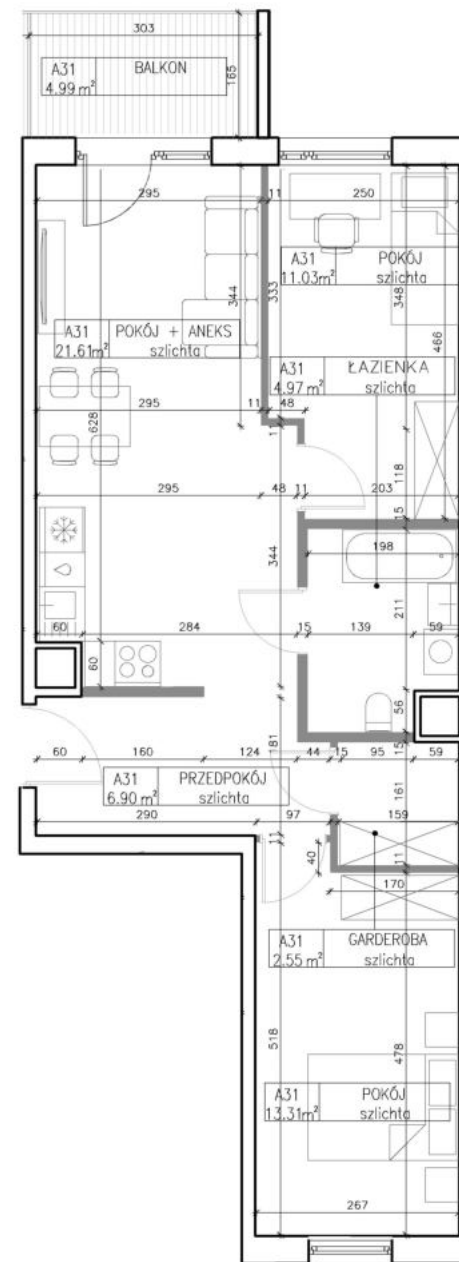 303
A31 BALKON
4.99 m²
165
295 11 250
A31 POKÓJ
11.03m² szlichta
344 333 348 466
A31 POKÓJ + ANEKS
21.61m² szlichta
A31 ŁAZIENKA
4.97 m² szlichta
295 11 48
628
11
118
295 48 11 203
15
344
198
211
60 284 15 139 59
60
56
181
15
60 160 124 44 15 95 59
A31 PRZEDPOKÓJ
6.90 m² szlichta
161
290 97 159
11
40
11
170
A31 GARDEROBA
2.55 m² szlichta
518
478
A31 POKÓJ
13.31m² szlichta
267